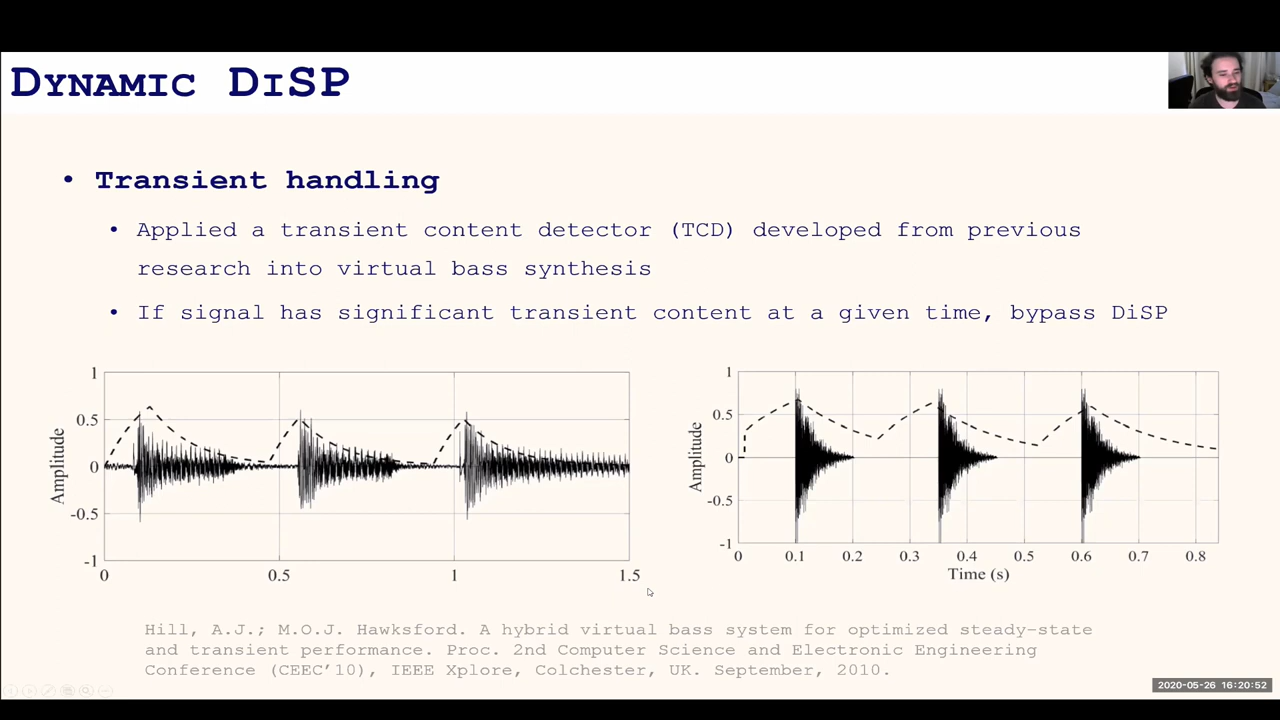 DYNAMIC DISP
• Transient handling
• Applied a transient content detector (TCD) developed from previous
research into virtual bass synthesis
• If signal has significant transient content at a given time, bypass DiSP
1
0.5
0
-0.5
-1
Amplitude
0 0.5 1 1.5
1
0.5
0
-0.5
-1
Amplitude
0 0.1 0.2 0.3 0.4 0.5 0.6 0.7 0.8
Time (s)
Hill, A.J.; M.O.J. Hawksford. A hybrid virtual bass system for optimized steady-state
and transient performance. Proc. 2nd Computer Science and Electronic Engineering
Conference (CEEC'10), IEEE Xplore, Colchester, UK. September, 2010.
2020-05-26 16:20:52